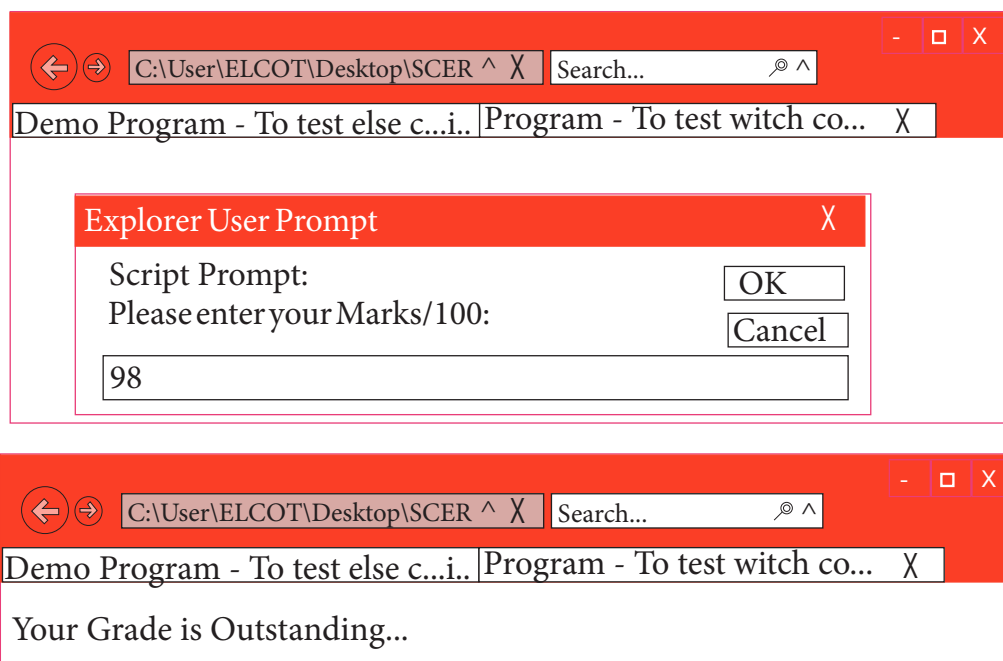 - □ X
C:\User\ELCOT\Desktop\SCER ^ X Search... ^
Demo Program - To test else c...i.. Program - To test witch co... X
Explorer User Prompt X
Script Prompt:
OK
Please enter your Marks/100:
Cancel
98
- □ X
C:\User\ELCOT\Desktop\SCER ^ X Search... ^
Demo Program - To test else c...i.. Program - To test witch co... X
Your Grade is Outstanding...